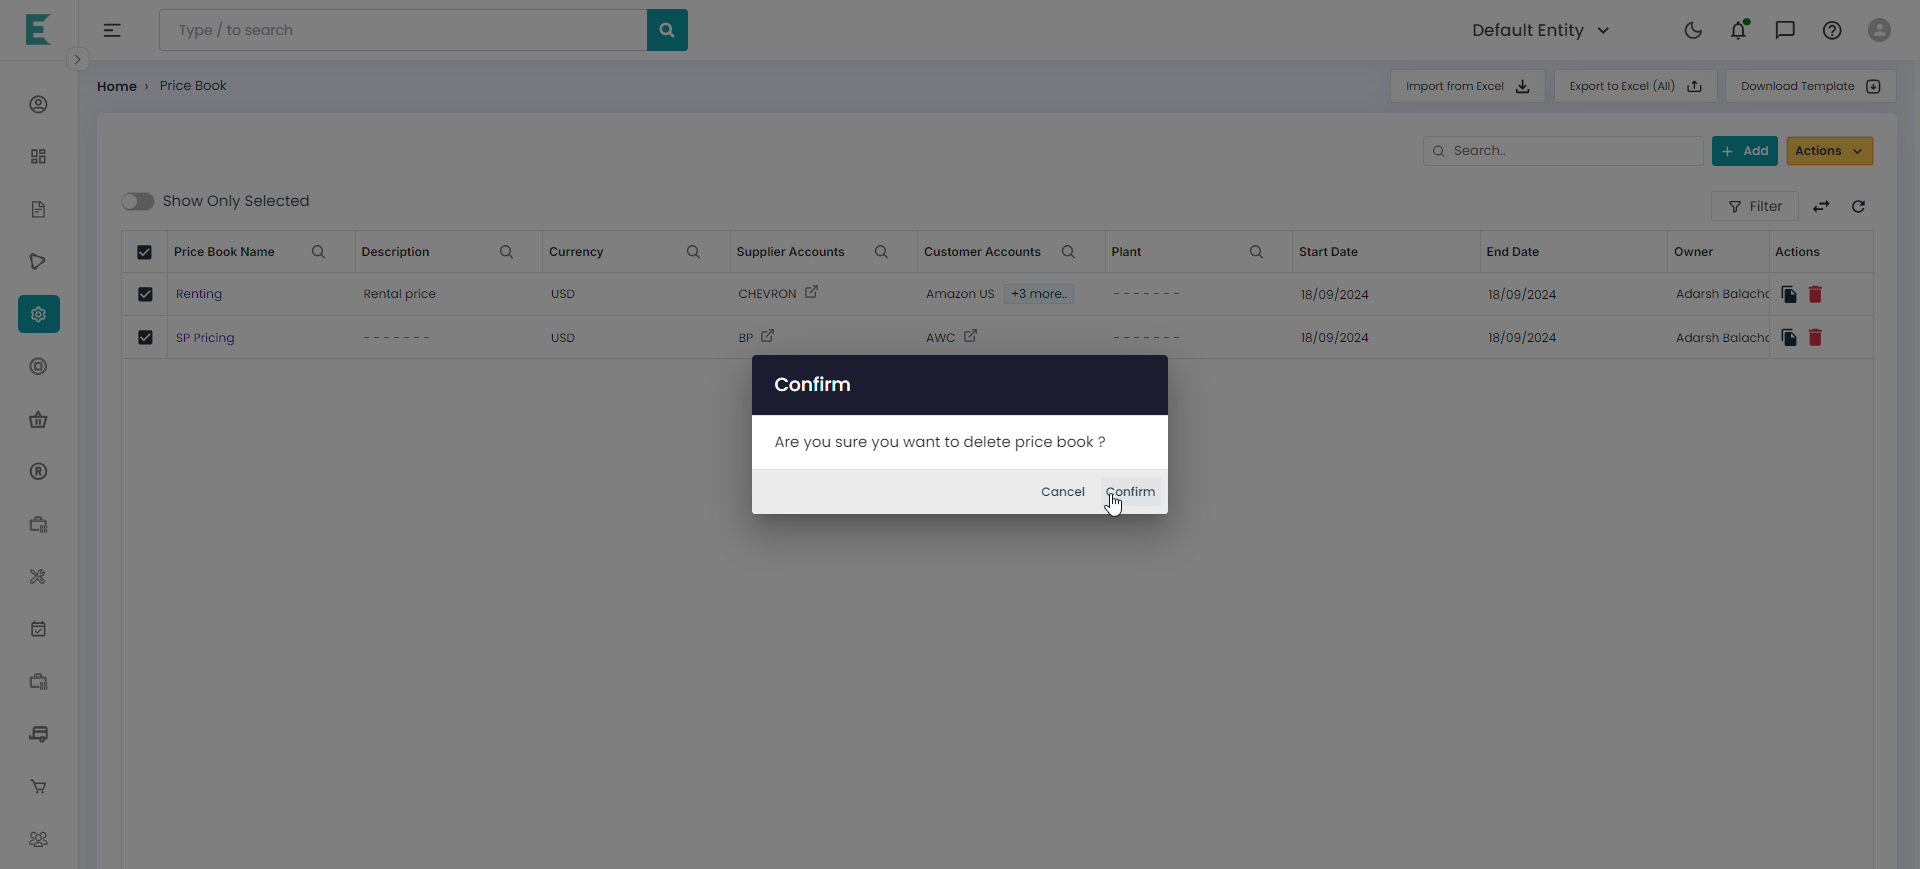 Type / to search
Default Entity
Home › Price Book
Import from Excel
Export to Excel (All)
Download Template
Search..
+ Add
Actions
Show Only Selected
Filter
Price Book Name Description Currency Supplier Accounts Customer Accounts Plant Start Date End Date Owner Actions
Renting Rental price USD CHEVRON Amazon US +3 more.. - - - - - - - 18/09/2024 18/09/2024 Adarsh Balacha
SP Pricing - - - - - - - USD BP AWC - - - - - - - 18/09/2024 18/09/2024 Adarsh Balacha
Confirm
Are you sure you want to delete price book ?
Cancel
Confirm